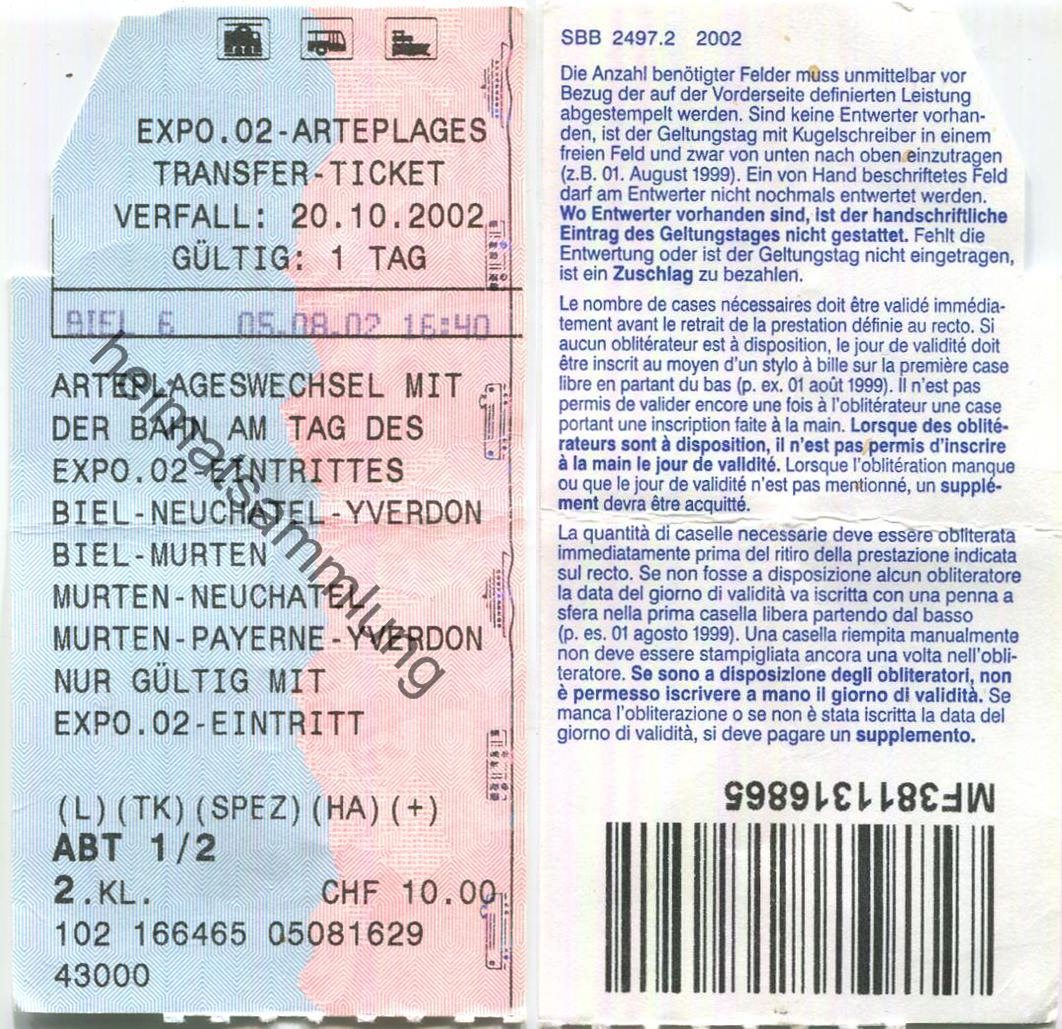 EXPO.02-ARTEPLAGES
TRANSFER-TICKET
VERFALL: 20.10.2002
GÜLTIG: 1 TAG
BIEL 6 05.08.02 16:40
ARTEPLAGESWECHSEL MIT
DER BAHN AM TAG DES
EXPO.02-EINTRITTES
BIEL-NEUCHATEL-YVERDON
BIEL-MURTEN
MURTEN-NEUCHATEL
MURTEN-PAYERNE-YVERDON
NUR GÜLTIG MIT
EXPO.02-EINTRITT
(L)(TK)(SPEZ)(HA)(+)
ABT 1/2
2.KL. CHF 10.00
102 166465 05081629
43000
heimatsammlung
SBB 2497.2 2002
Die Anzahl benötigter Felder muss unmittelbar vor
Bezug der auf der Vorderseite definierten Leistung
abgestempelt werden. Sind keine Entwerter vorhan-
den, ist der Geltungstag mit Kugelschreiber in einem
freien Feld und zwar von unten nach oben einzutragen
(z.B. 01. August 1999). Ein von Hand beschriftetes Feld
darf am Entwerter nicht nochmals entwertet werden.
Wo Entwerter vorhanden sind, ist der handschriftliche
Eintrag des Geltungstages nicht gestattet. Fehlt die
Entwertung oder ist der Geltungstag nicht eingetragen,
ist ein Zuschlag zu bezahlen.
Le nombre de cases nécessaires doit être validé immédia-
tement avant le retrait de la prestation définie au recto. Si
aucun oblitérateur est à disposition, le jour de validité doit
être inscrit au moyen d'un stylo à bille sur la première case
libre en partant du bas (p. ex. 01 août 1999). Il n'est pas
permis de valider encore une fois à l'oblitérateur une case
portant une inscription faite à la main. Lorsque des oblité-
rateurs sont à disposition, il n'est pas permis d'inscrire
à la main le jour de validité. Lorsque l'oblitération manque
ou que le jour de validité n'est pas mentionné, un supplé-
ment devra être acquitté.
La quantità di caselle necessarie deve essere obliterata
immediatamente prima del ritiro della prestazione indicata
sul recto. Se non fosse a disposizione alcun obliteratore
la data del giorno di validità va iscritta con una penna a
sfera nella prima casella libera partendo dal basso
(p. es. 01 agosto 1999). Una casella riempita manualmente
non deve essere stampigliata ancora una volta nell'obli-
teratore. Se sono a disposizione degli obliteratori, non
è permesso iscrivere a mano il giorno di validità. Se
manca l'obliterazione o se non è stata iscritta la data del
giorno di validità, si deve pagare un supplemento.
MF3811316865